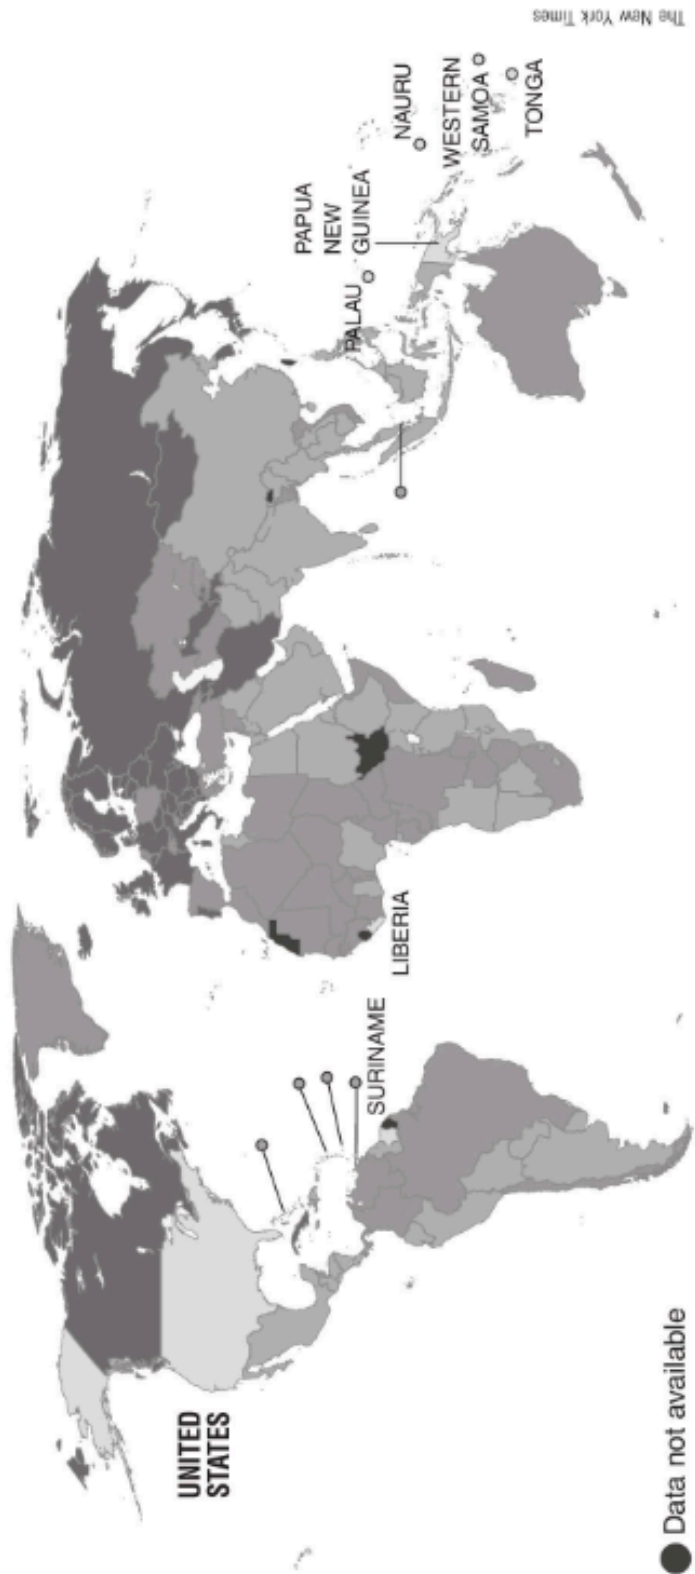 UNITED
STATES
SURINAME
LIBERIA
PALAU
PAPUA
NEW
GUINEA
NAURU
WESTERN
SAMOA
TONGA
Data not available
The New York Times